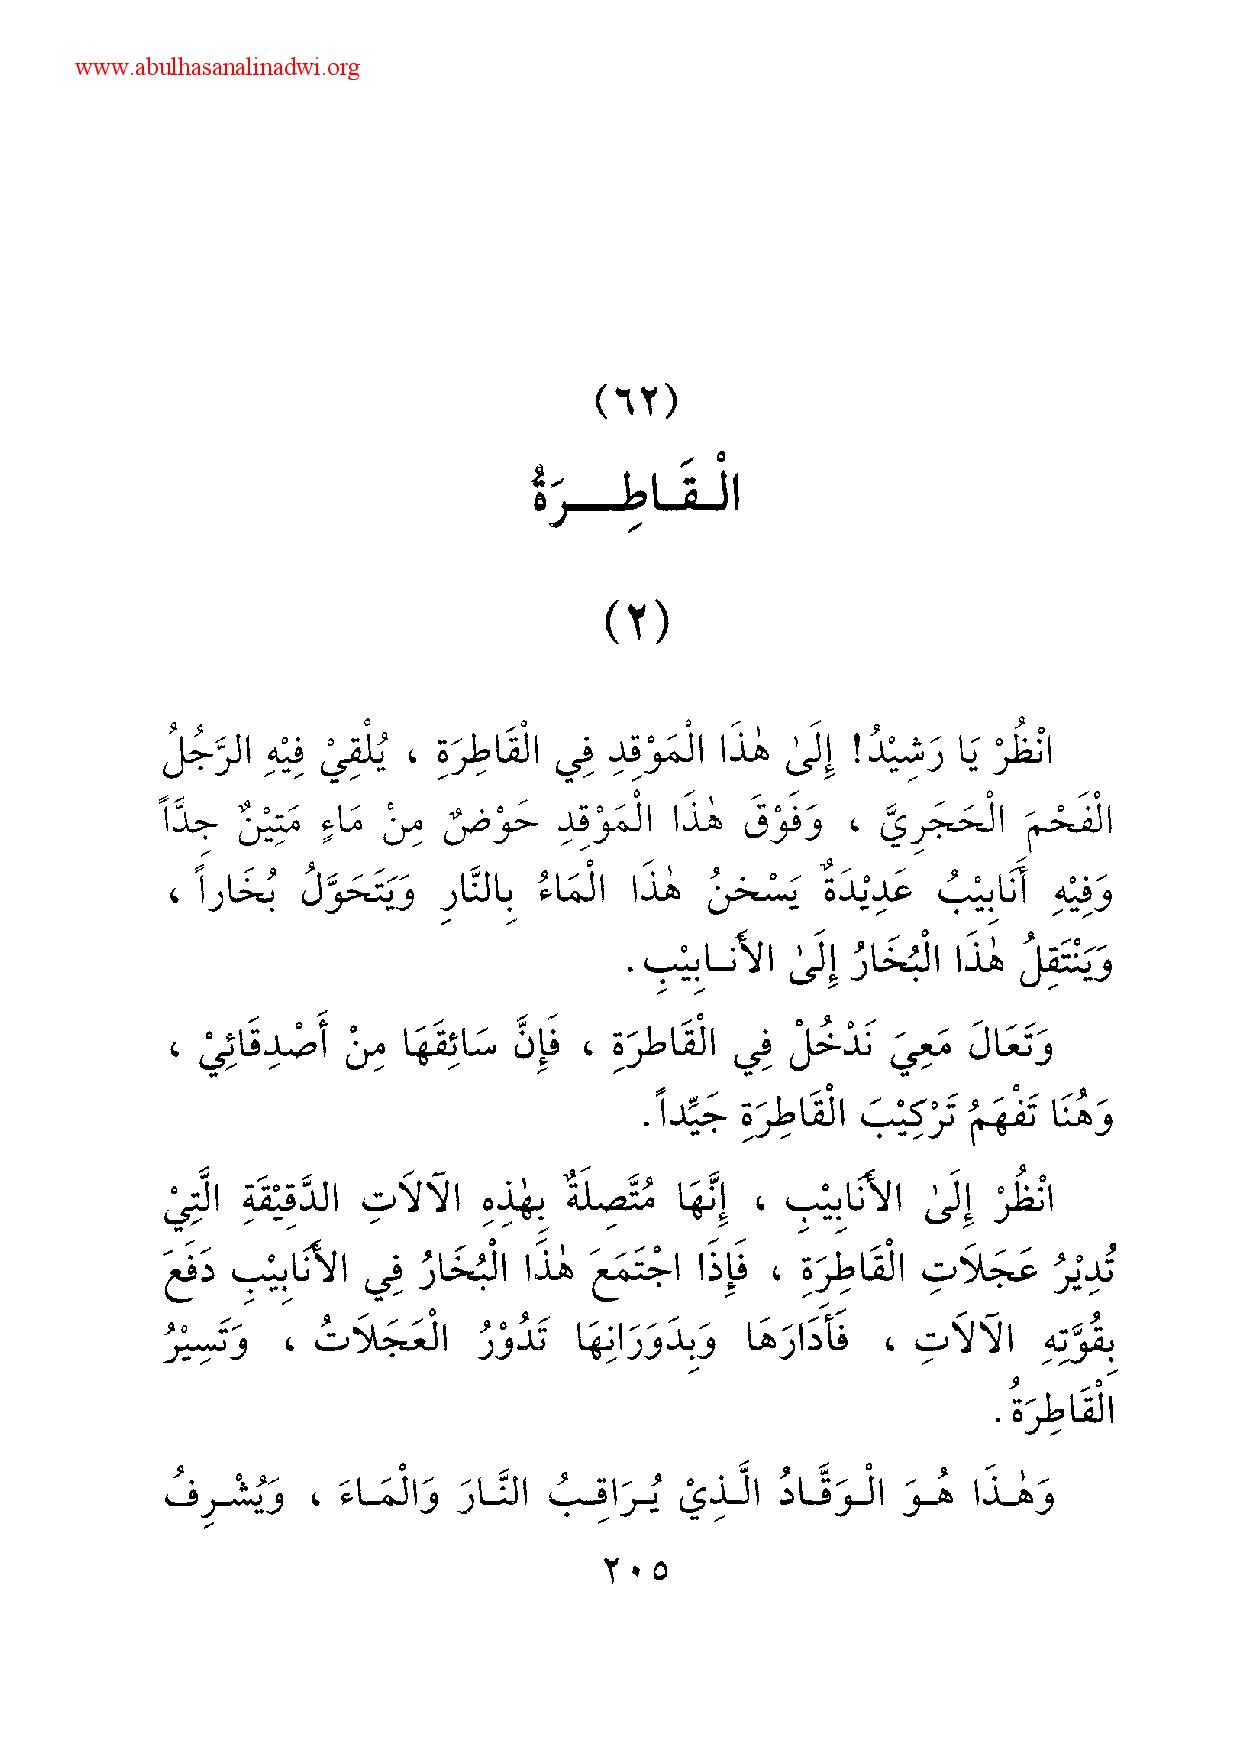 www.abulhasanalinadwi.org
(٦٢)
الْقَاطِرَةُ
(٢)
انْظُرْ يَا رَشِيْدُ! إِلَىٰ هٰذَا الْمَوْقِدِ فِي الْقَاطِرَةِ ، يُلْقِيْ فِيْهِ الرَّجُلُ
الْفَحْمَ الْحَجَرِيَّ ، وَفَوْقَ هٰذَا الْمَوْقِدِ حَوْضٌ مِنْ مَاءٍ مَتِيْنٌ جِدَّاً
وَفِيْهِ أَنَابِيْبُ عَدِيْدَةٌ يَسْخنُ هٰذَا الْمَاءُ بِالنَّارِ وَيَتَحَوَّلُ بُخَاراً ،
وَيَنْتَقِلُ هٰذَا الْبُخَارُ إِلَىٰ الأَنابِيْبِ .
وَتَعَالَ مَعِيَ نَدْخُلْ فِي الْقَاطِرَةِ ، فَإِنَّ سَائِقَهَا مِنْ أَصْدِقَائِيْ ،
وَهُنَا تَفْهَمُ تَرْكِيْبَ الْقَاطِرَةِ جَيِّداً .
انْظُرْ إِلَىٰ الأَنَابِيْبِ ، إِنَّهَا مُتَّصِلَةٌ بِهٰذِهِ الآلاَتِ الدَّقِيْقَةِ الَّتِيْ
تُدِيْرُ عَجَلاَتِ الْقَاطِرَةِ ، فَإِذَا اجْتَمَعَ هٰذَا الْبُخَارُ فِي الأَنَابِيْبِ دَفَعَ
بِقُوَّتِهِ الآلاَتِ ، فَأَدَارَهَا وَبِدَوَرَانِهَا تَدُوْرُ الْعَجَلاَتُ ، وَتَسِيْرُ
الْقَاطِرَةُ .
وَهٰذَا هُوَ الْوَقَّادُ الَّذِيْ يُرَاقِبُ النَّارَ وَالْمَاءَ ، وَيُشْرِفُ
٢٠٥